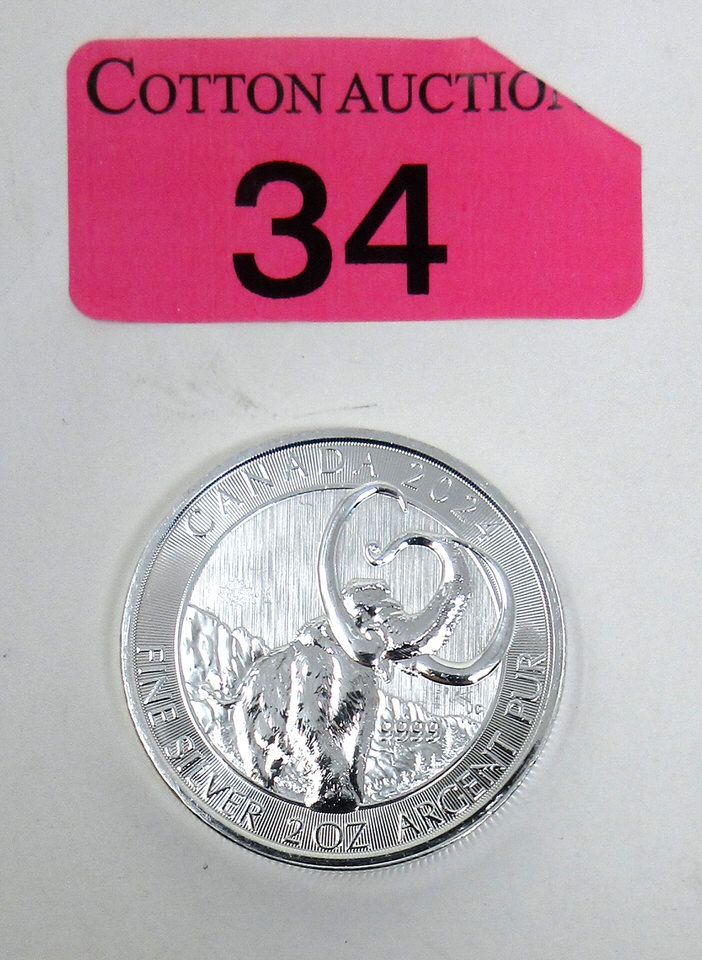 COTTON AUCTION
34
CANADA 2024
9999
FINE SILVER 2 OZ ARGENT PUR